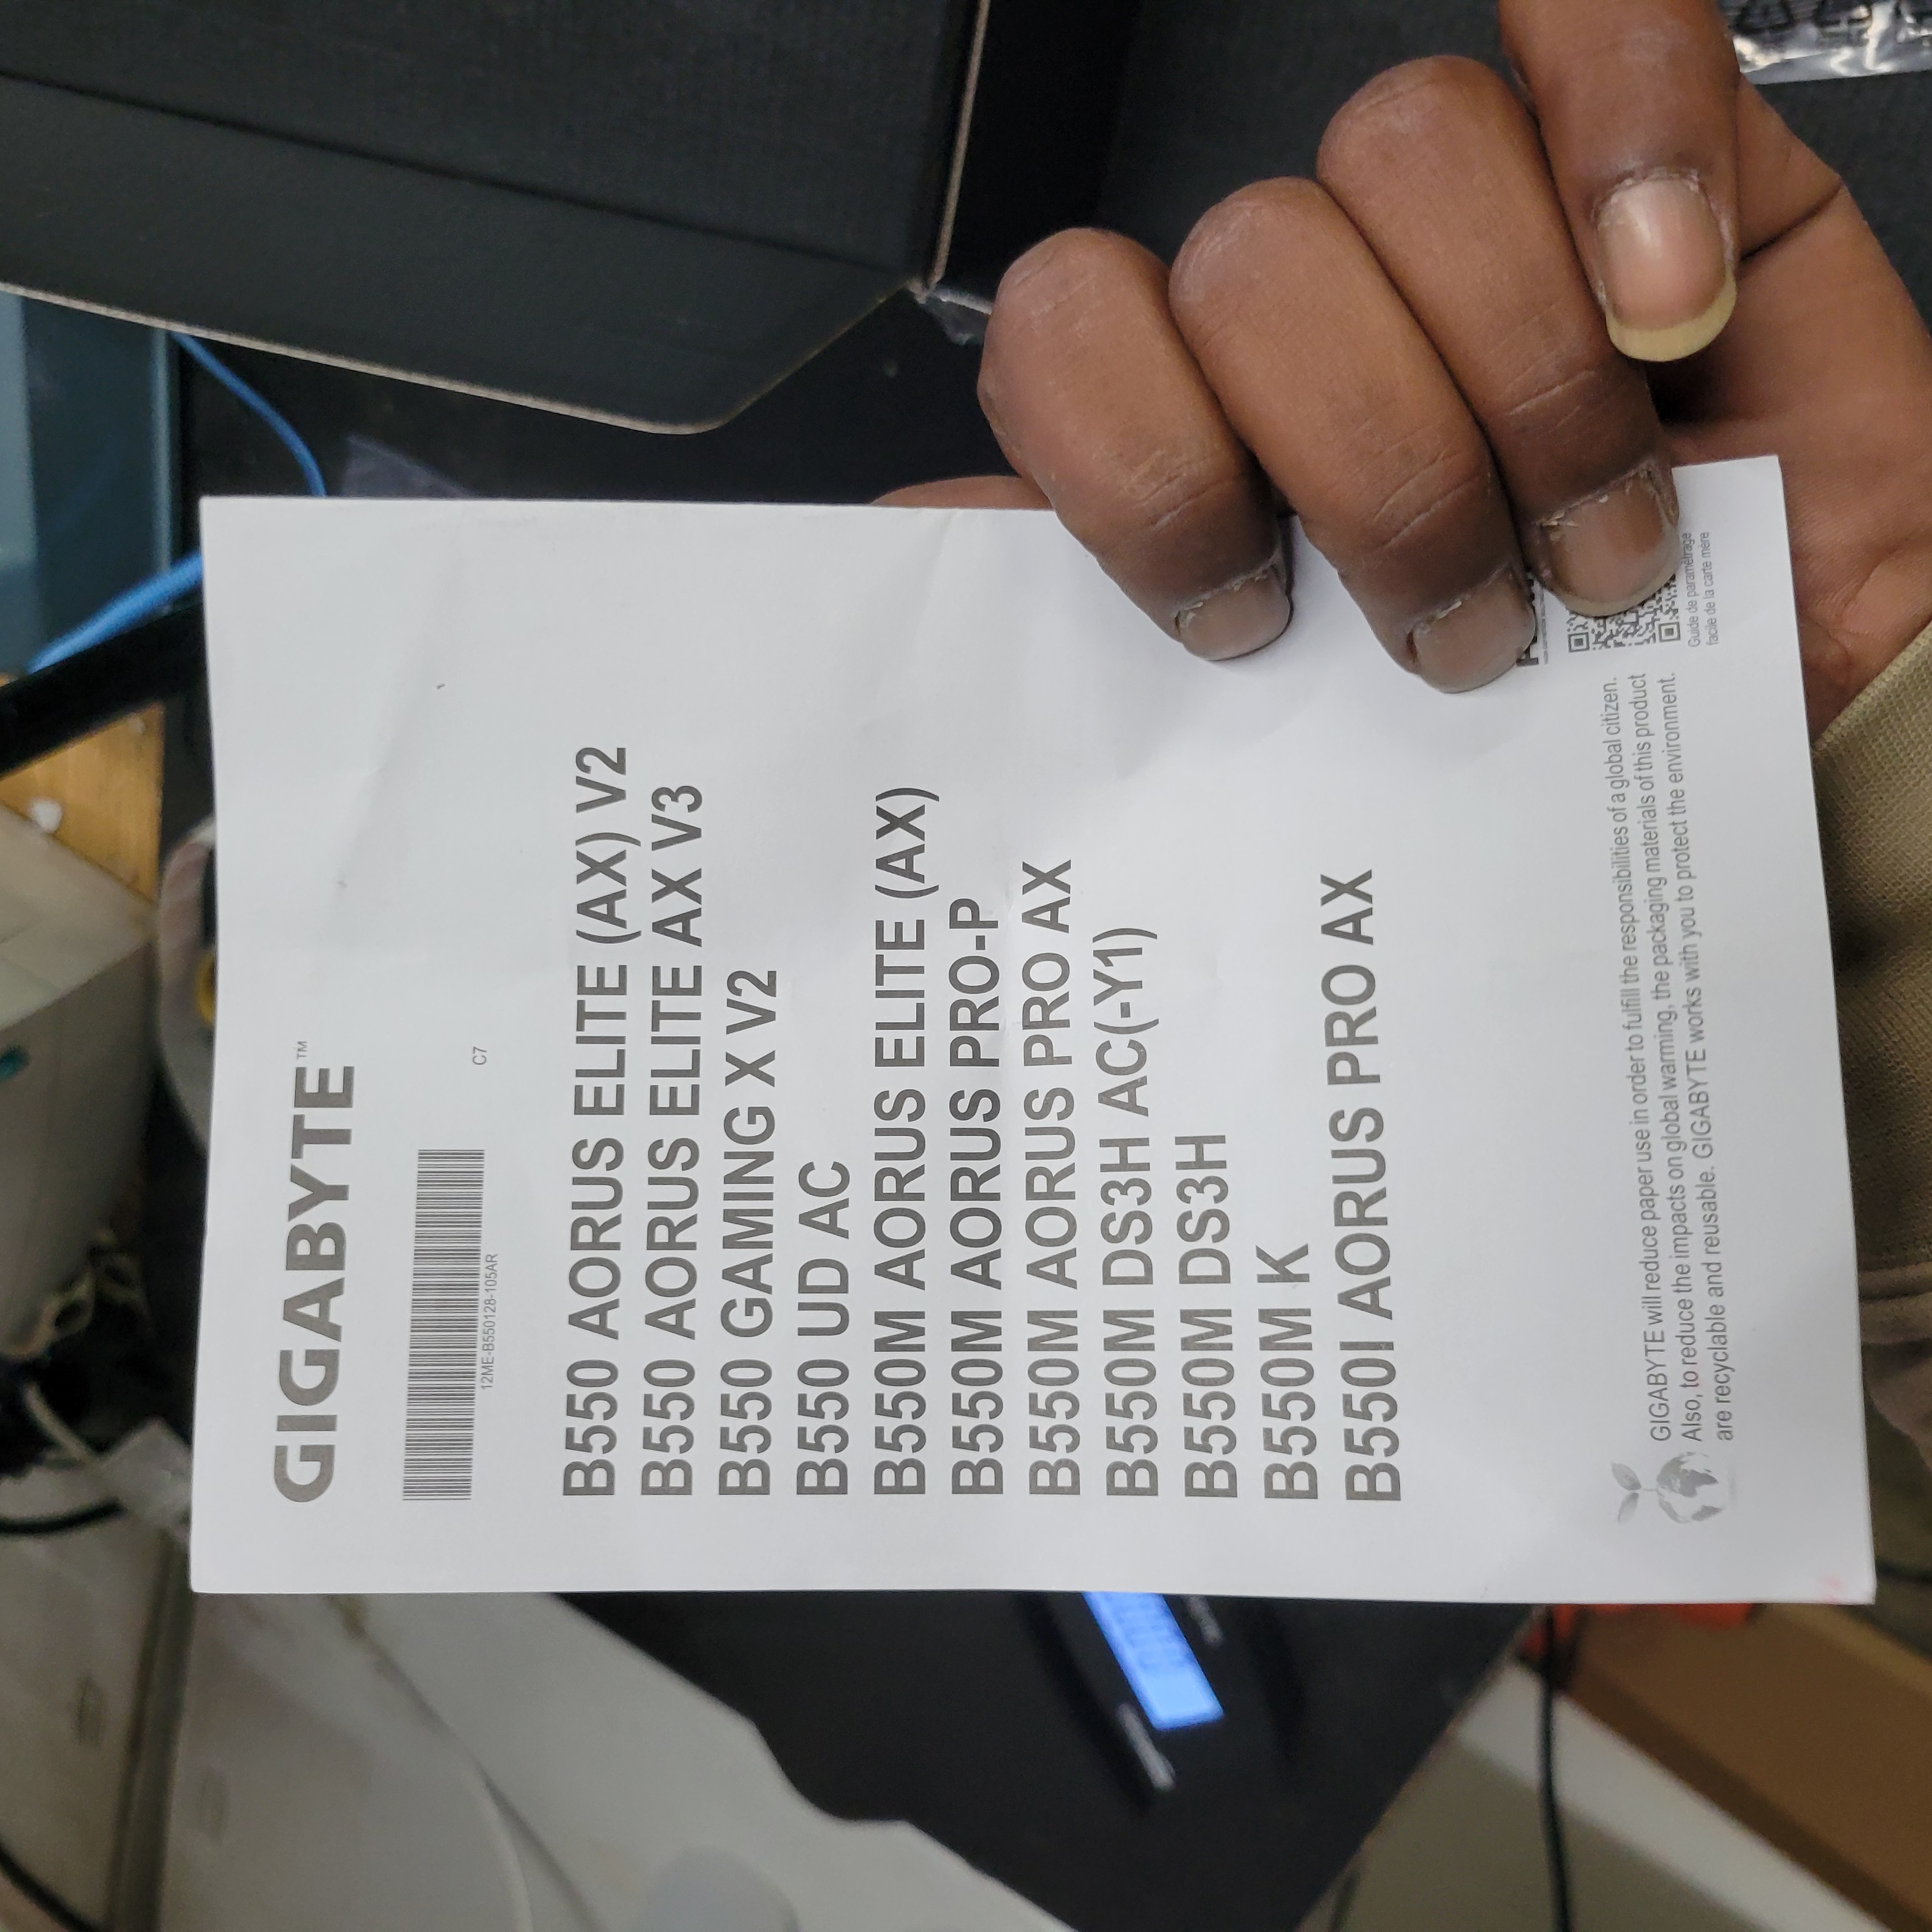 GIGABYTE™
C7
12ME-B550128-105AR
B550 AORUS ELITE (AX) V2
B550 AORUS ELITE AX V3
B550 GAMING X V2
B550 UD AC
B550M AORUS ELITE (AX)
B550M AORUS PRO-P
B550M AORUS PRO AX
B550M DS3H AC(-Y1)
B550M DS3H
B550M K
B550I AORUS PRO AX
GIGABYTE will reduce paper use in order to fulfill the responsibilities of a global citizen.
Also, to reduce the impacts on global warming, the packaging materials of this product
are recyclable and reusable. GIGABYTE works with you to protect the environment.
Guide de paramétrage
facile de la carte mère